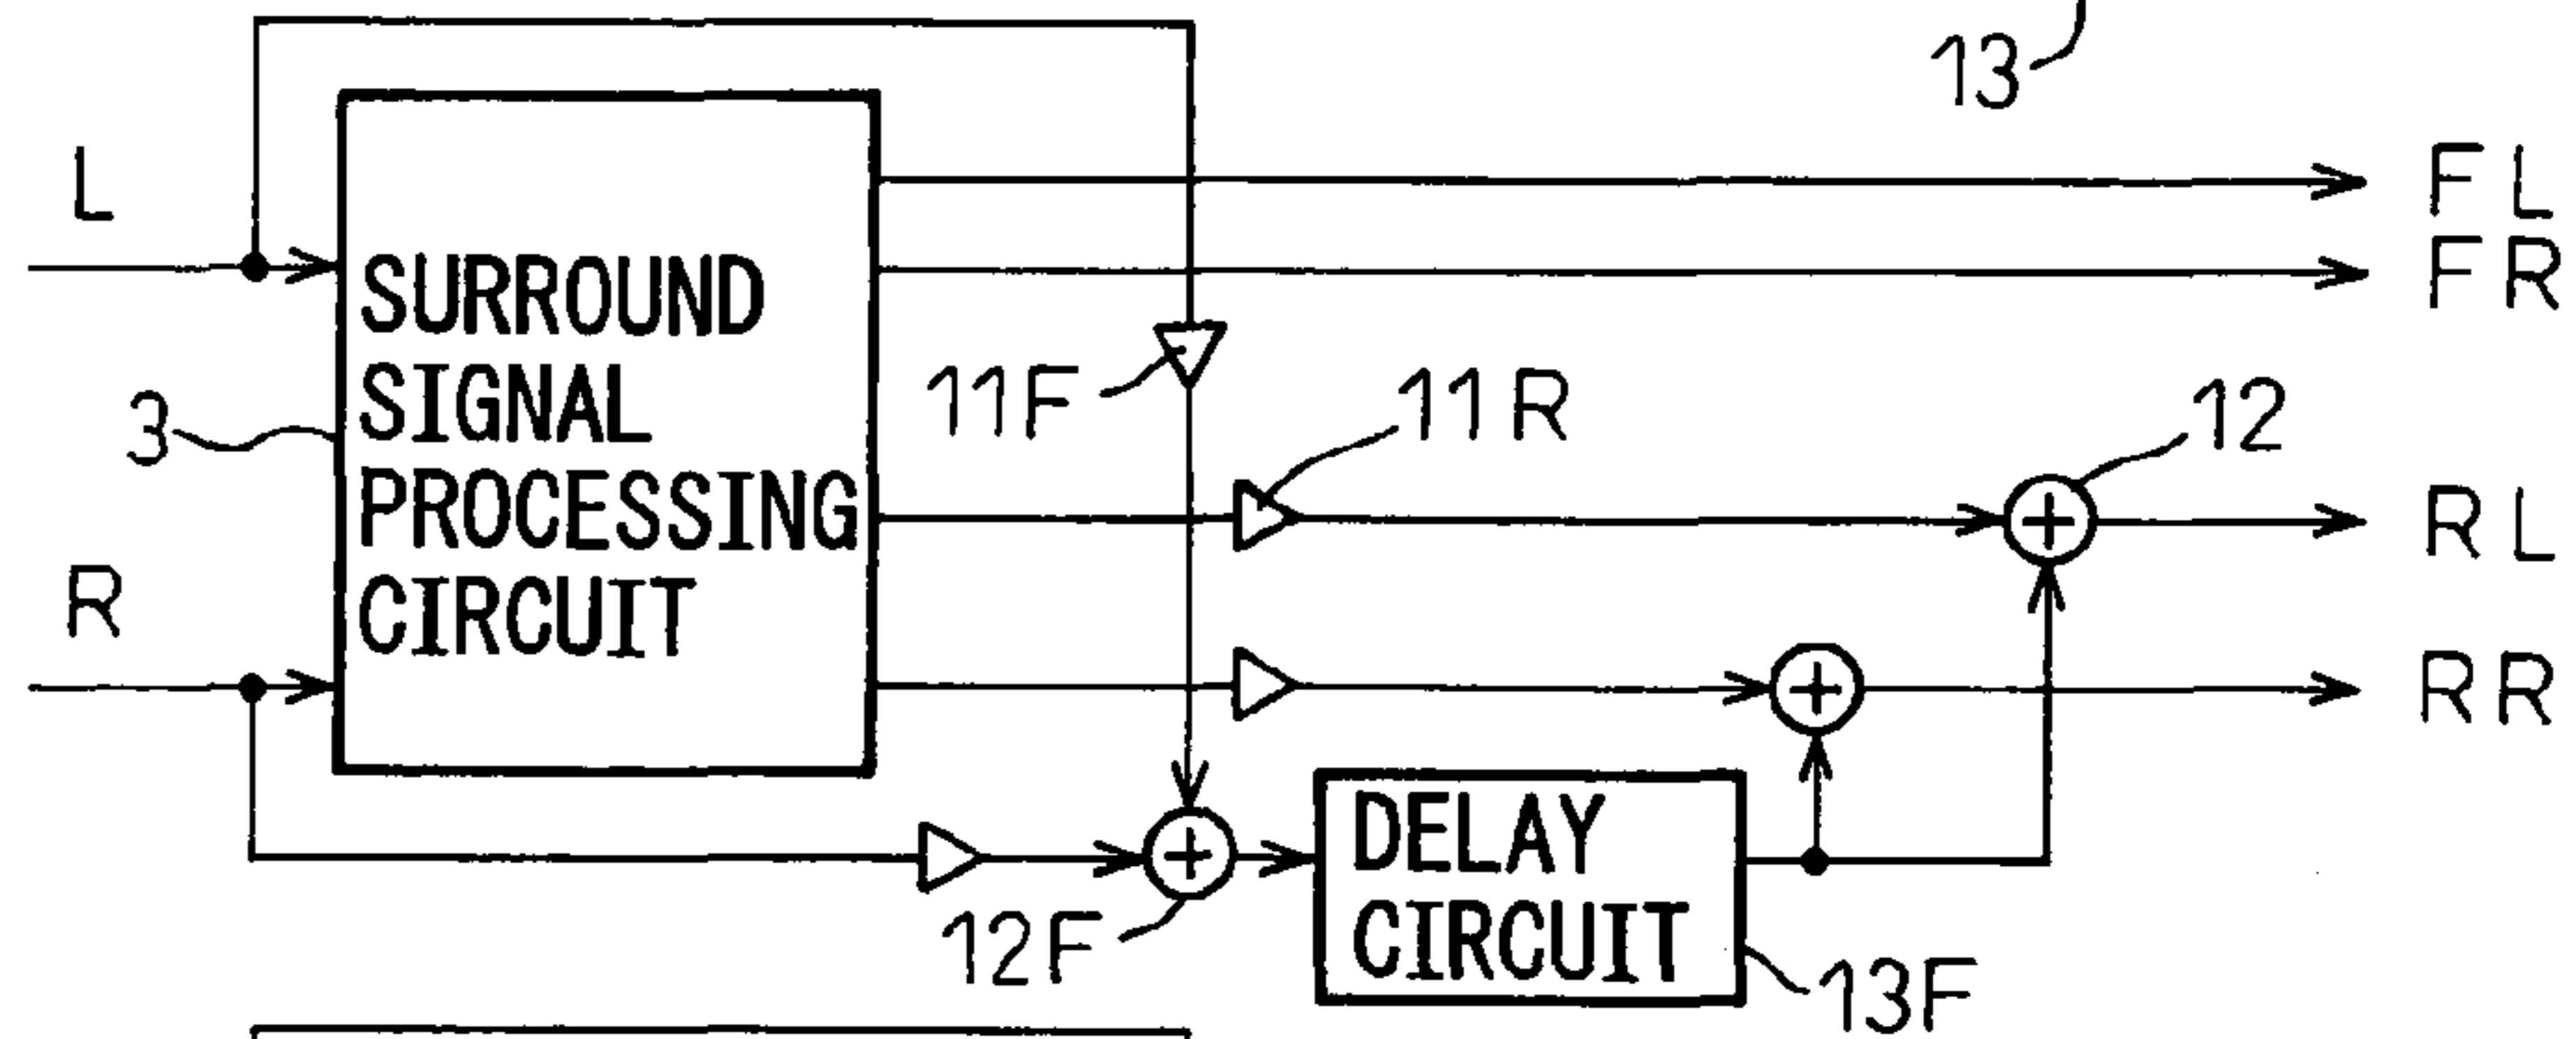 13
L
FL
FR
SURROUND
SIGNAL
PROCESSING
CIRCUIT
3
11F
11R
12
RL
R
RR
DELAY
CIRCUIT
12F
13F